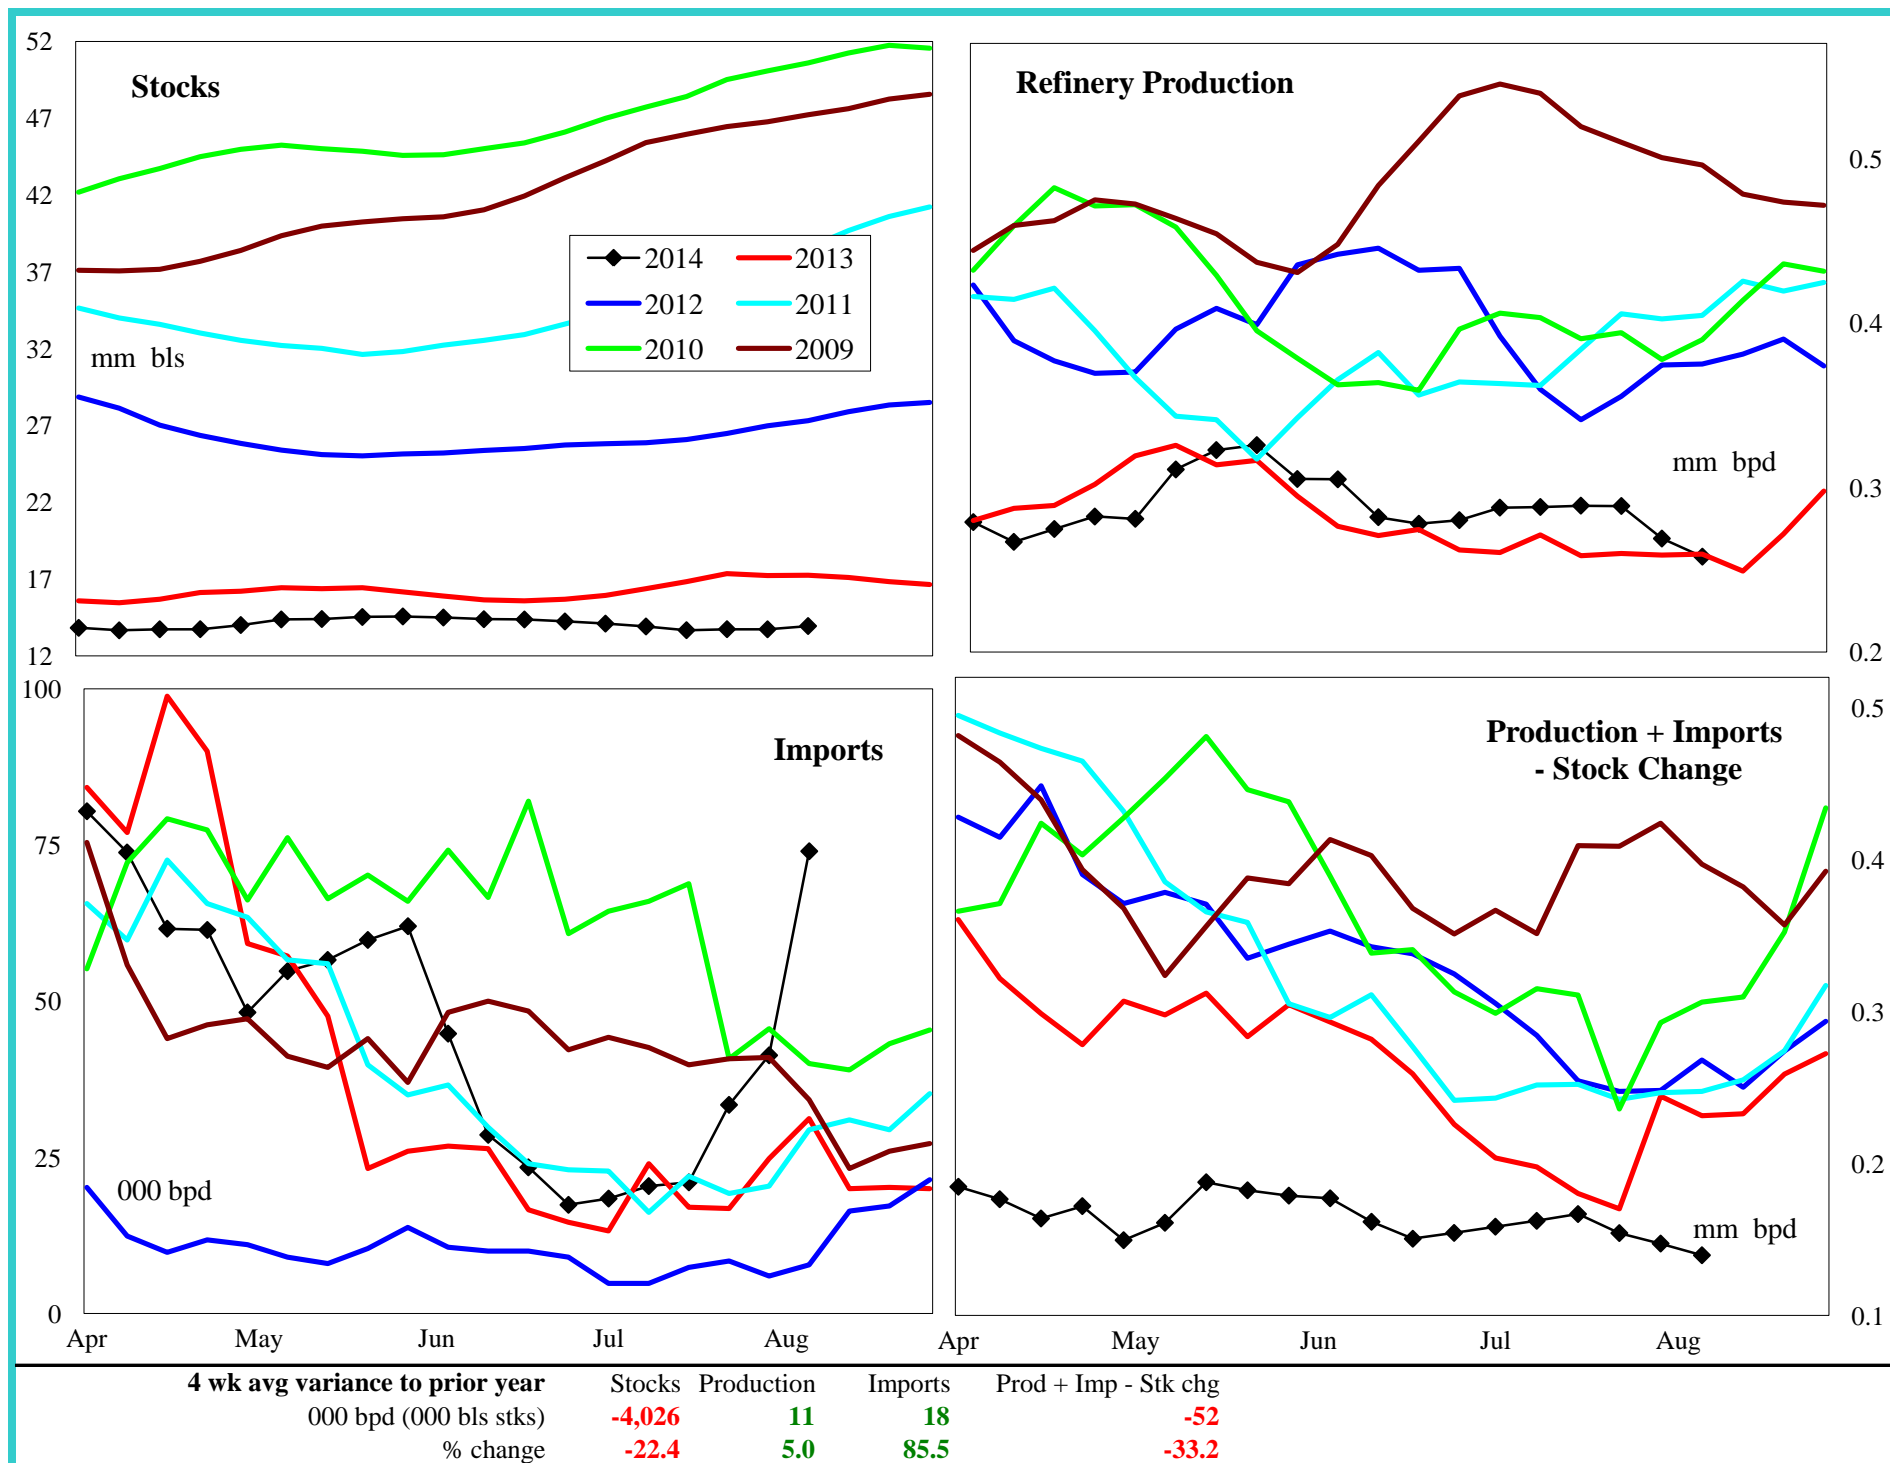 Stocks
52
47
42
37
32
27
22
17
12
mm bls
2014 2013
2012 2011
2010 2009
Refinery Production
0.5
0.4
0.3
0.2
mm bpd
Imports
100
75
50
25
0
000 bpd
Apr May Jun Jul Aug
Production + Imports
- Stock Change
0.5
0.4
0.3
0.2
0.1
mm bpd
Apr May Jun Jul Aug
4 wk avg variance to prior year Stocks Production Imports Prod + Imp - Stk chg
000 bpd (000 bls stks) -4,026 11 18 -52
% change -22.4 5.0 85.5 -33.2